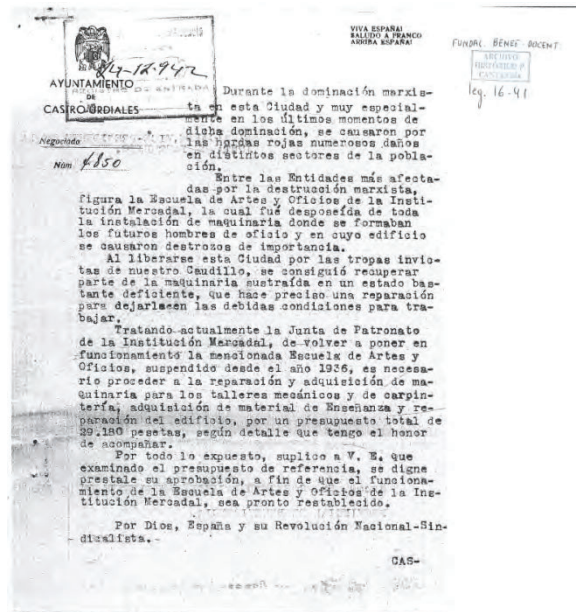 VIVA ESPAÑA!
SALUDO A FRANCO
ARRIBA ESPAÑA!
FUNDAC. BENEF-DOCENT.
ARCHIVO
HISTÓRICO P
CANTABRIA
leg. 16-41
24-12-942
REGISTRO DE ENTRADA
AYUNTAMIENTO
DE
CASTRO URDIALES
Negociado
Núm. 4850
Durante la dominación marxis-
ta en esta Ciudad y muy especial-
mente en los últimos momentos de
dicha dominación, se causaron por
las hordas rojas numerosos daños
en distintos sectores de la pobla-
ción.
Entre las Entidades más afecta-
das por la destrucción marxista,
figura la Escuela de Artes y Oficios de la Insti-
tución Mercadal, la cual fué desposeída de toda
la instalación de maquinaria donde se formaban
los futuros hombres de oficio y en cuyo edificio
se causaron destrozos de importancia.
Al liberarse esta Ciudad por las tropas invic-
tas de nuestro Caudillo, se consiguió recuperar
parte de la maquinaria sustraída en un estado bas-
tante deficiente, que hace preciso una reparación
para dejarla en las debidas condiciones para tra-
bajar.
Tratando actualmente la Junta de Patronato
de la Institución Mercadal, de volver a poner en
funcionamiento la mencionada Escuela de Artes y
Oficios, suspendido desde el año 1936, es necesa-
rio proceder a la reparación y adquisición de ma-
quinaria para los talleres mecánicos y de carpin-
tería, adquisición de material de Enseñanza y re-
paración del edificio, por un presupuesto total de
29.180 pesetas, según detalle que tengo el honor
de acompañar.
Por todo lo expuesto, suplico a V. E. que
examinado el presupuesto de referencia, se digne
prestale su aprobación, a fin de que el funciona-
miento de la Escuela de Artes y Oficios de la Ins-
titución Mercadal, sea pronto restablecido.
Por Dios, España y su Revolución Nacional-Sin-
dicalista.-
CAS-